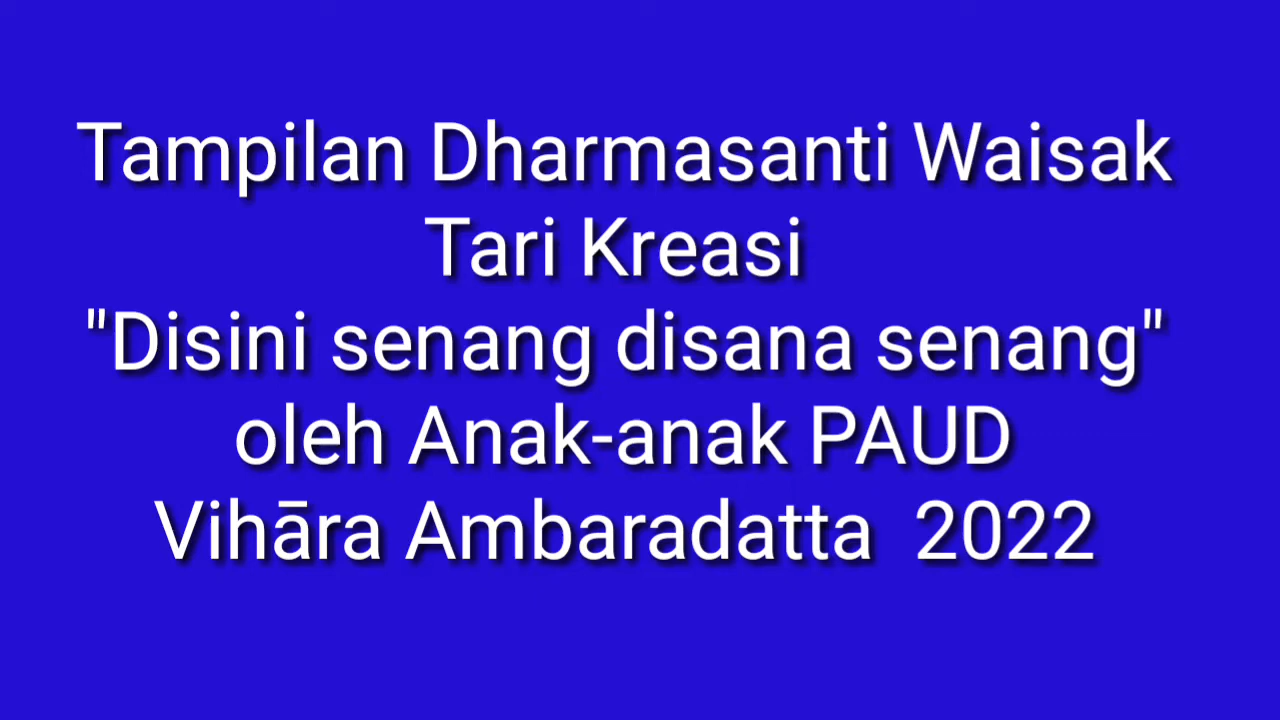 Tampilan Dharmasanti Waisak
Tari Kreasi
"Disini senang disana senang"
oleh Anak-anak PAUD
Vihāra Ambaradatta  2022